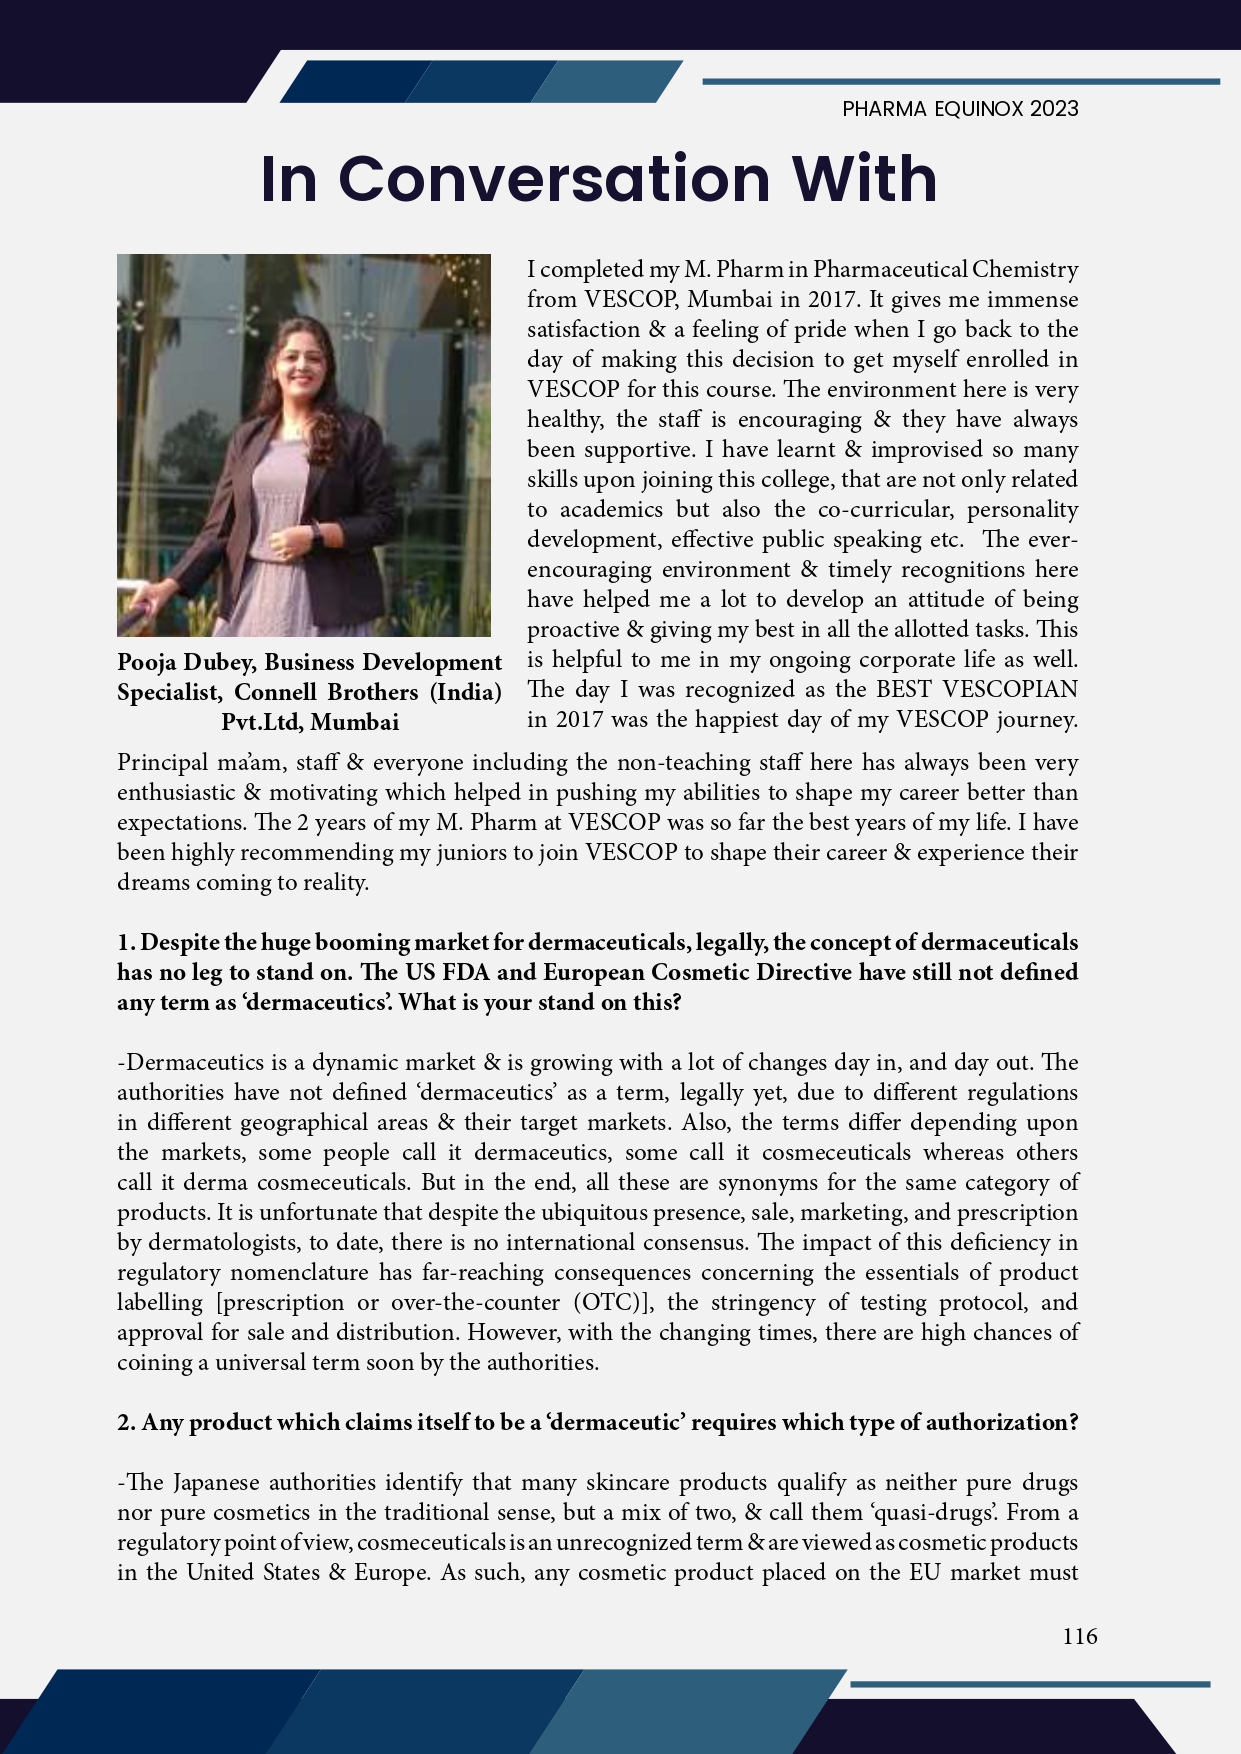 PHARMA EQUINOX 2023
In Conversation With
I completed my M. Pharm in Pharmaceutical Chemistry
from VESCOP, Mumbai in 2017. It gives me immense
satisfaction & a feeling of pride when I go back to the
day of making this decision to get myself enrolled in
VESCOP for this course. The environment here is very
healthy, the staff is encouraging & they have always
been supportive. I have learnt & improvised so many
skills upon joining this college, that are not only related
to academics but also the co-curricular, personality
development, effective public speaking etc.  The ever-
encouraging environment & timely recognitions here
have helped me a lot to develop an attitude of being
proactive & giving my best in all the allotted tasks. This
is helpful to me in my ongoing corporate life as well.
The day I was recognized as the BEST VESCOPIAN
in 2017 was the happiest day of my VESCOP journey.
Pooja Dubey, Business Development
Specialist, Connell Brothers (India)
Pvt.Ltd, Mumbai
Principal ma’am, staff & everyone including the non-teaching staff here has always been very
enthusiastic & motivating which helped in pushing my abilities to shape my career better than
expectations. The 2 years of my M. Pharm at VESCOP was so far the best years of my life. I have
been highly recommending my juniors to join VESCOP to shape their career & experience their
dreams coming to reality.
1. Despite the huge booming market for dermaceuticals, legally, the concept of dermaceuticals
has no leg to stand on. The US FDA and European Cosmetic Directive have still not defined
any term as ‘dermaceutics’. What is your stand on this?
-Dermaceutics is a dynamic market & is growing with a lot of changes day in, and day out. The
authorities have not defined ‘dermaceutics’ as a term, legally yet, due to different regulations
in different geographical areas & their target markets. Also, the terms differ depending upon
the markets, some people call it dermaceutics, some call it cosmeceuticals whereas others
call it derma cosmeceuticals. But in the end, all these are synonyms for the same category of
products. It is unfortunate that despite the ubiquitous presence, sale, marketing, and prescription
by dermatologists, to date, there is no international consensus. The impact of this deficiency in
regulatory nomenclature has far-reaching consequences concerning the essentials of product
labelling [prescription or over-the-counter (OTC)], the stringency of testing protocol, and
approval for sale and distribution. However, with the changing times, there are high chances of
coining a universal term soon by the authorities.
2. Any product which claims itself to be a ‘dermaceutic’ requires which type of authorization?
-The Japanese authorities identify that many skincare products qualify as neither pure drugs
nor pure cosmetics in the traditional sense, but a mix of two, & call them ‘quasi-drugs’. From a
regulatory point of view, cosmeceuticals is an unrecognized term & are viewed as cosmetic products
in the United States & Europe. As such, any cosmetic product placed on the EU market must
116